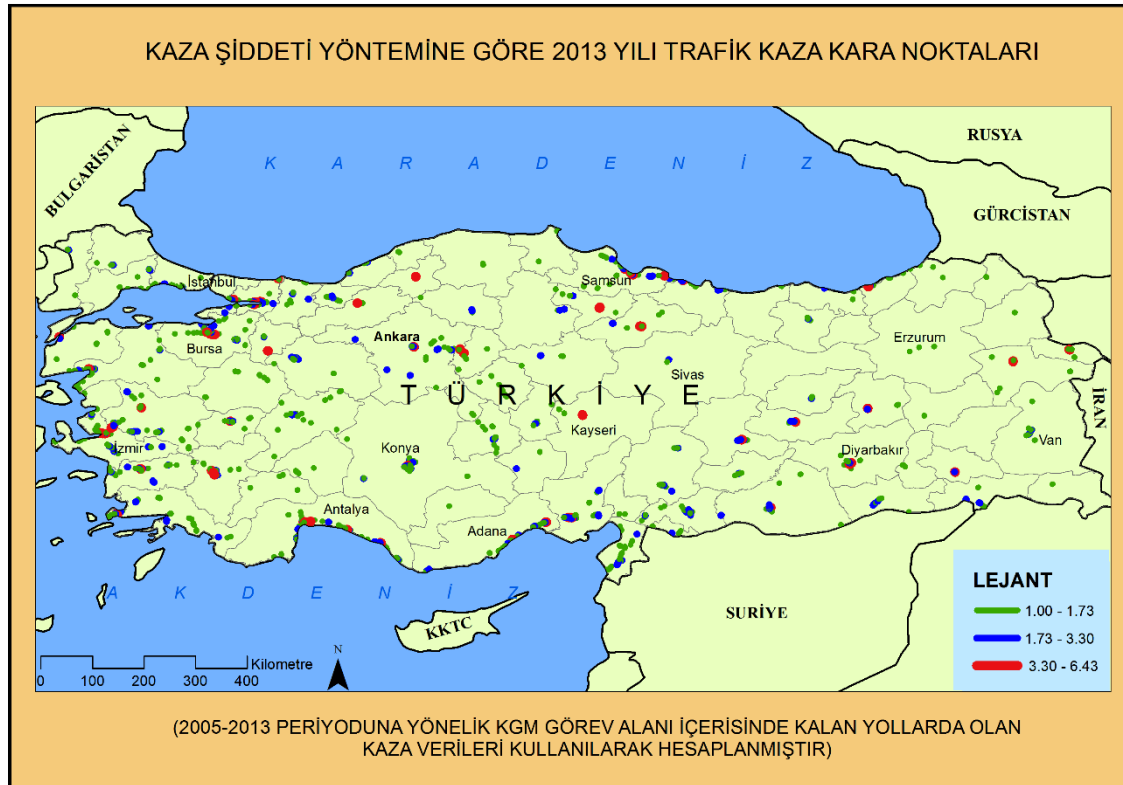 KAZA ŞİDDETİ YÖNTEMİNE GÖRE 2013 YILI TRAFİK KAZA KARA NOKTALARI
BULGARİSTAN
K A R A D E N İ Z
RUSYA
GÜRCİSTAN
İstanbul
Samsun
Bursa
Ankara
Erzurum
Sivas
T Ü R K İ Y E
İRAN
Kayseri
İzmir
Konya
Diyarbakır
Van
Antalya
Adana
A K D E N İ Z
KKTC
SURİYE
LEJANT
1.00 - 1.73
1.73 - 3.30
3.30 - 6.43
N
Kilometre
0 100 200 300 400
(2005-2013 PERİYODUNA YÖNELİK KGM GÖREV ALANI İÇERİSİNDE KALAN YOLLARDA OLAN
KAZA VERİLERİ KULLANILARAK HESAPLANMIŞTIR)